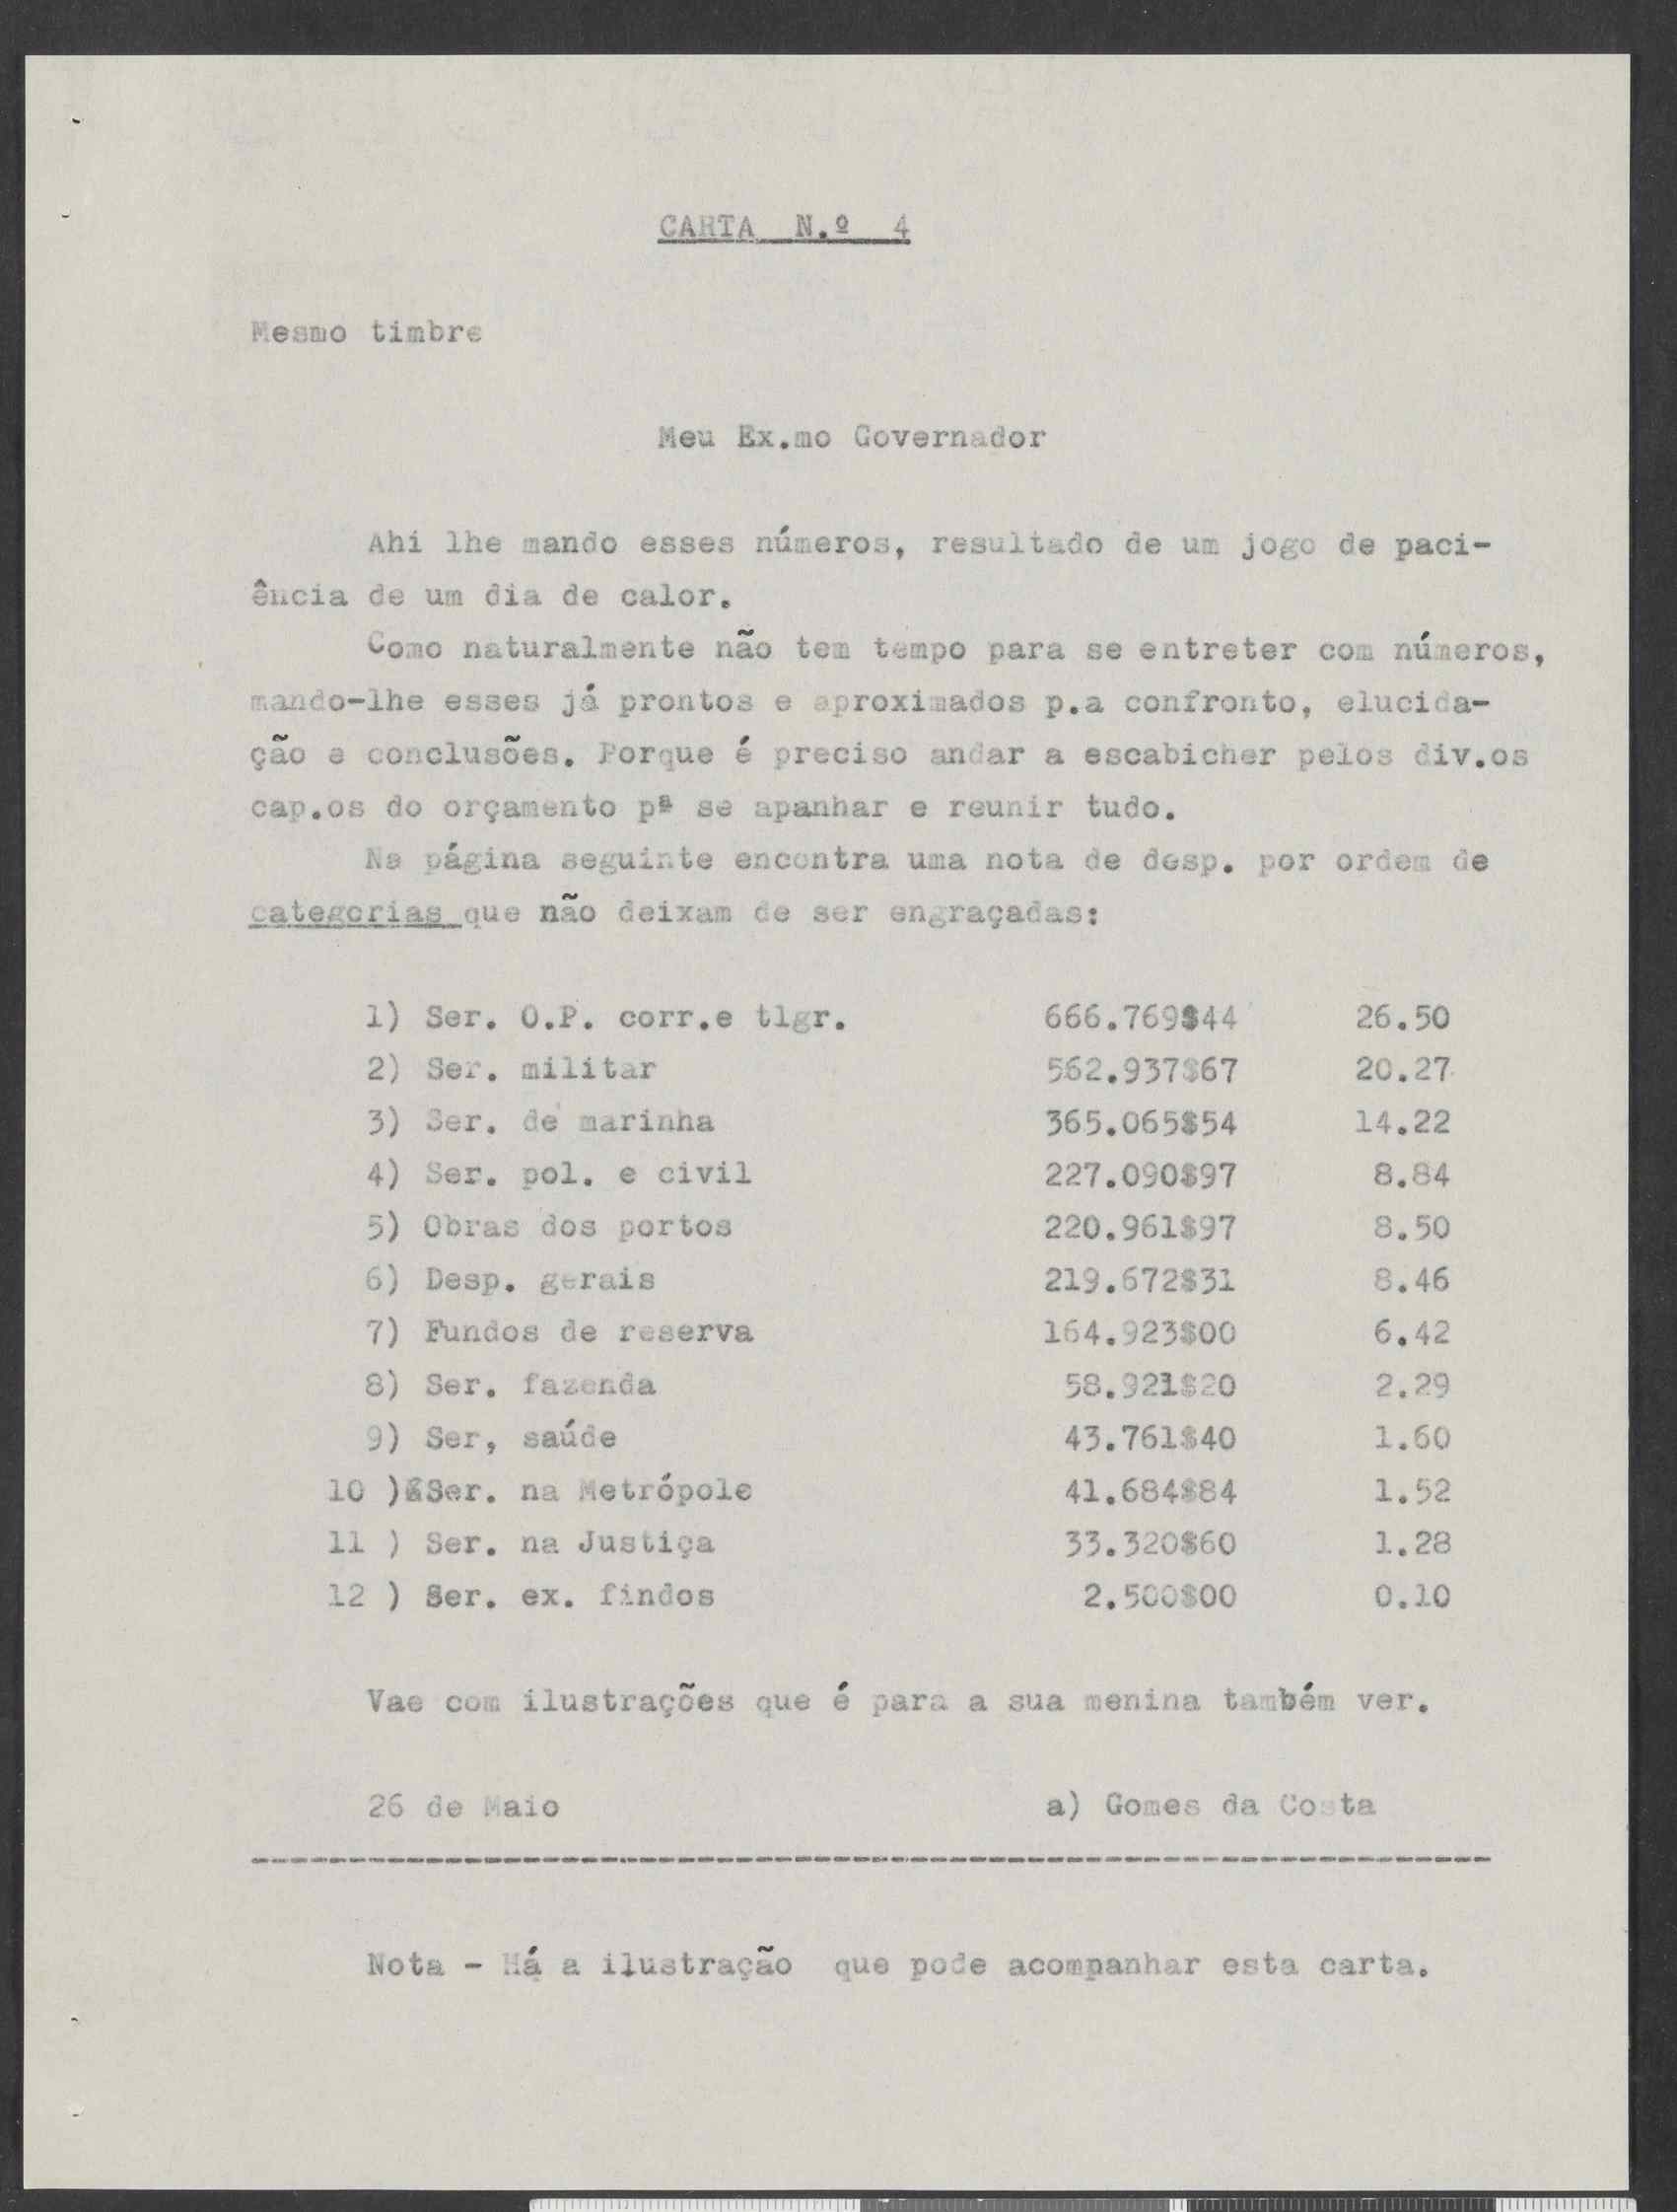 CARTA N.º 4
Mesmo timbre
Meu Ex.mo Governador
Ahi lhe mando esses números, resultado de um jogo de paci-
ência de um dia de calor.
Como naturalmente não tem tempo para se entreter com números,
mando-lhe esses já prontos e aproximados p.a confronto, elucida-
ção e conclusões. Porque é preciso andar a escabicher pelos div.os
cap.os do orçamento pª se apanhar e reunir tudo.
Na página seguinte encontra uma nota de desp. por ordem de
categorias que não deixam de ser engraçadas:
1) Ser. O.P. corr.e tlgr. 666.769$44 26.50
2) Ser. militar 562.937$67 20.27
3) Ser. de marinha 365.065$54 14.22
4) Ser. pol. e civil 227.090$97 8.84
5) Obras dos portos 220.961$97 8.50
6) Desp. gerais 219.672$31 8.46
7) Fundos de reserva 164.923$00 6.42
8) Ser. fazenda 58.921$20 2.29
9) Ser, saúde 43.761$40 1.60
10 ) Ser. na Metrópole 41.684$84 1.52
11 ) Ser. na Justiça 33.320$60 1.28
12 ) Ser. ex. findos 2.500$00 0.10
Vae com ilustrações que é para a sua menina também ver.
26 de Maio a) Gomes da Costa
Nota - Há a ilustração que pode acompanhar esta carta.